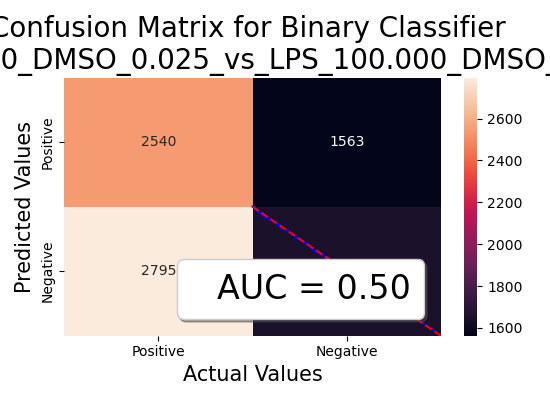 Confusion Matrix for Binary Classifier
0_DMSO_0.025_vs_LPS_100.000_DMSO_
Predicted Values
Positive
Negative
2540
1563
2795
AUC = 0.50
Positive
Negative
Actual Values
2600
2400
2200
2000
1800
1600